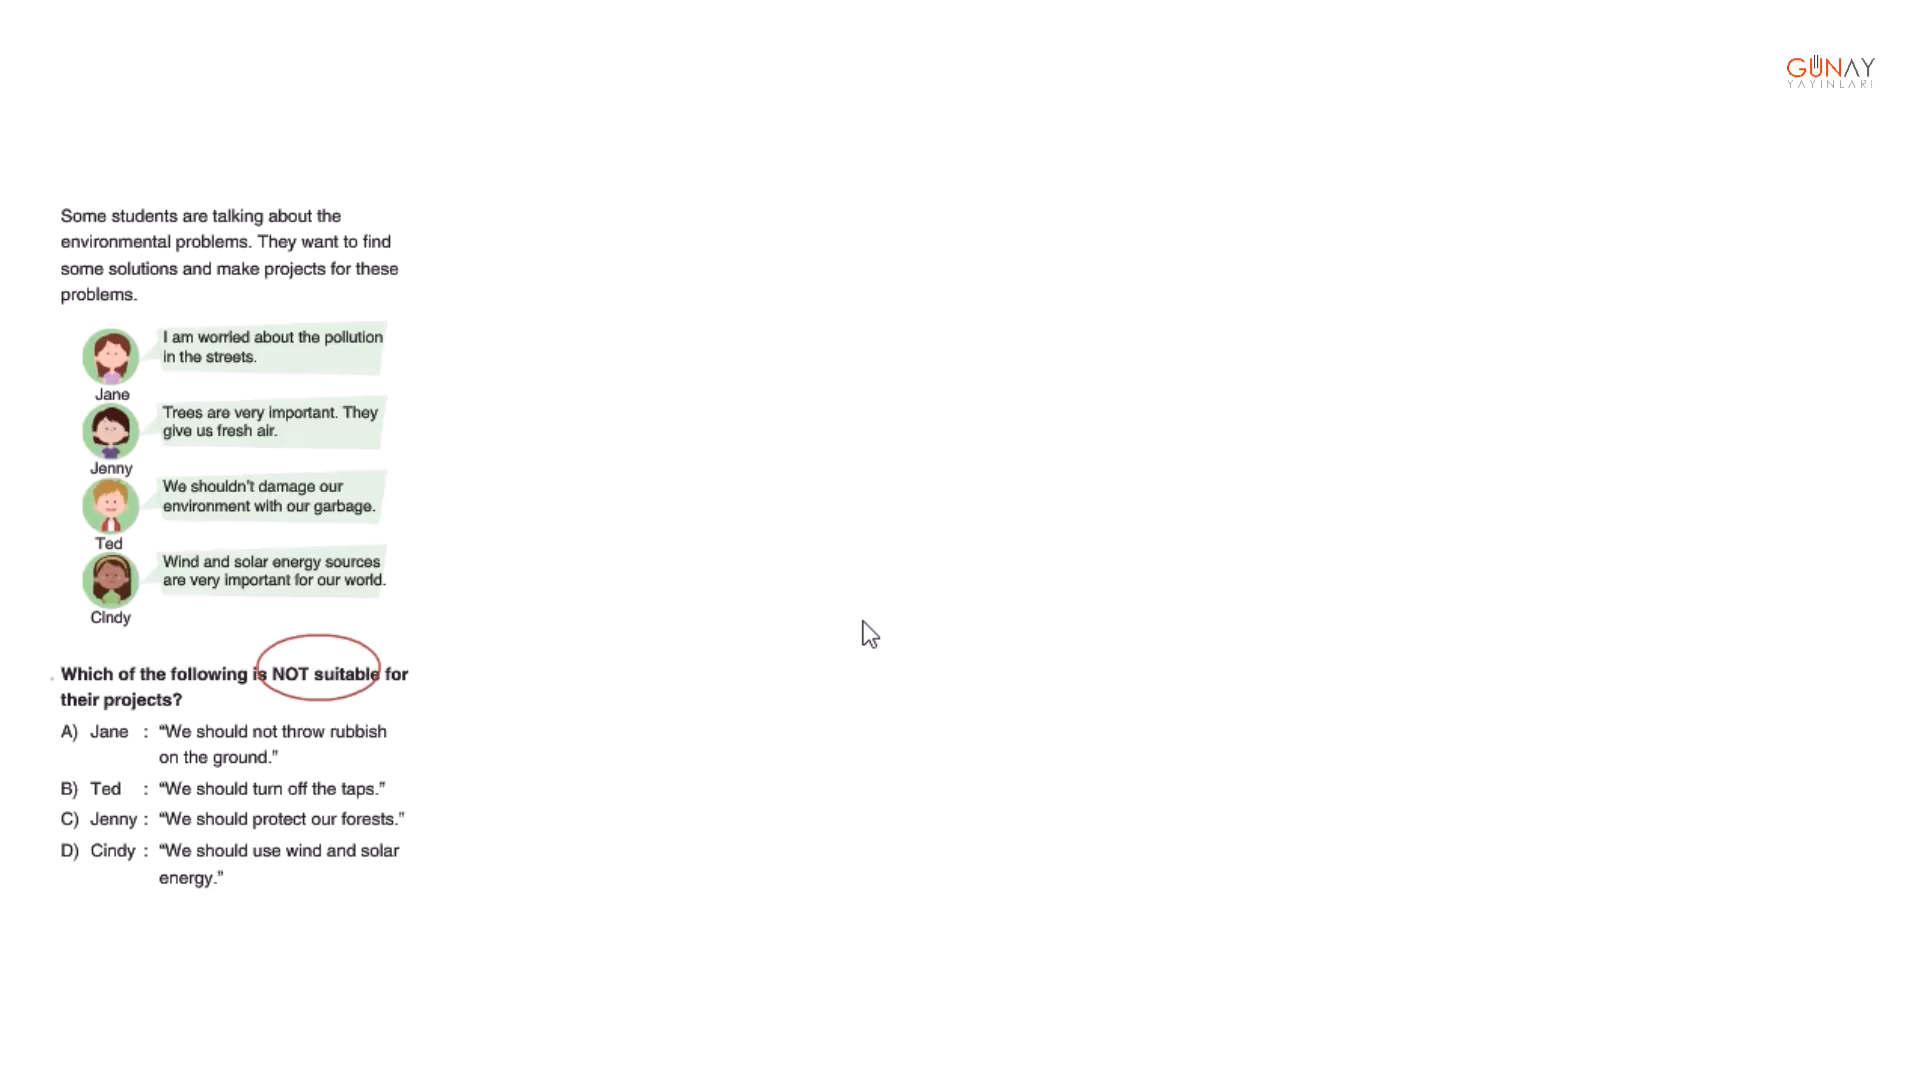 GÜNAY
YAYINLARI
Some students are talking about the
environmental problems. They want to find
some solutions and make projects for these
problems.
I am worried about the pollution
in the streets.
Jane
Trees are very important. They
give us fresh air.
Jenny
We shouldn't damage our
environment with our garbage.
Ted
Wind and solar energy sources
are very important for our world.
Cindy
Which of the following is NOT suitable for
their projects?
A) Jane : “We should not throw rubbish
on the ground.”
B) Ted : “We should turn off the taps.”
C) Jenny : “We should protect our forests.”
D) Cindy : “We should use wind and solar
energy.”